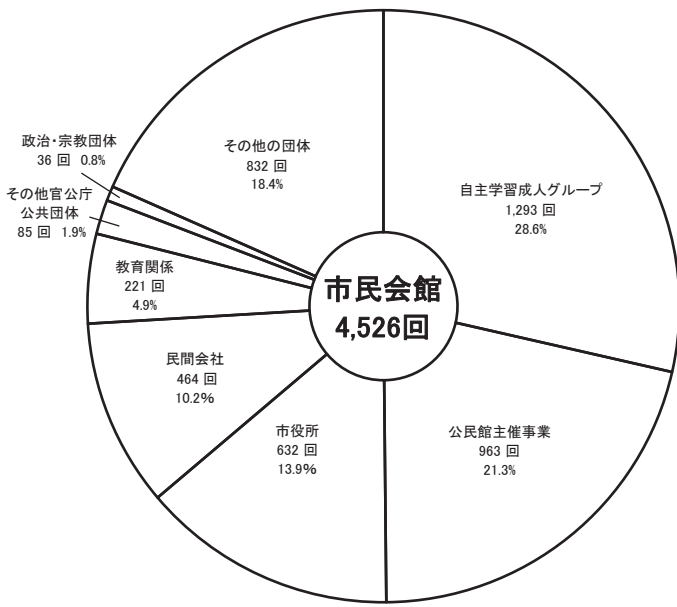 市民会館
4,526回
自主学習成人グループ
1,293 回
28.6%
公民館主催事業
963 回
21.3%
市役所
632 回
13.9%
民間会社
464 回
10.2%
教育関係
221 回
4.9%
その他官公庁
公共団体
85 回 1.9%
政治・宗教団体
36 回 0.8%
その他の団体
832 回
18.4%